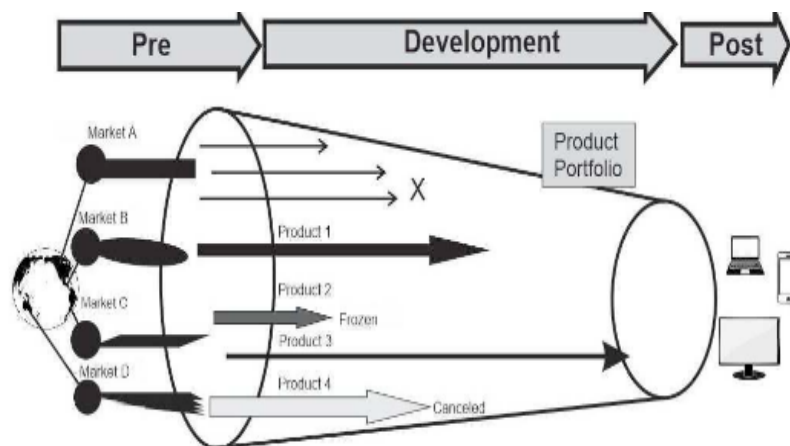 Pre
Development
Post
Market A
Product
Portfolio
X
Market B
Product 1
Product 2
Frozen
Market C
Product 3
Market D
Product 4
Canceled